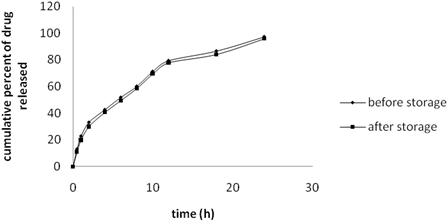 cumulative percent of drug
released
120
100
80
60
40
20
0
0
10
20
30
time (h)
before storage
after storage